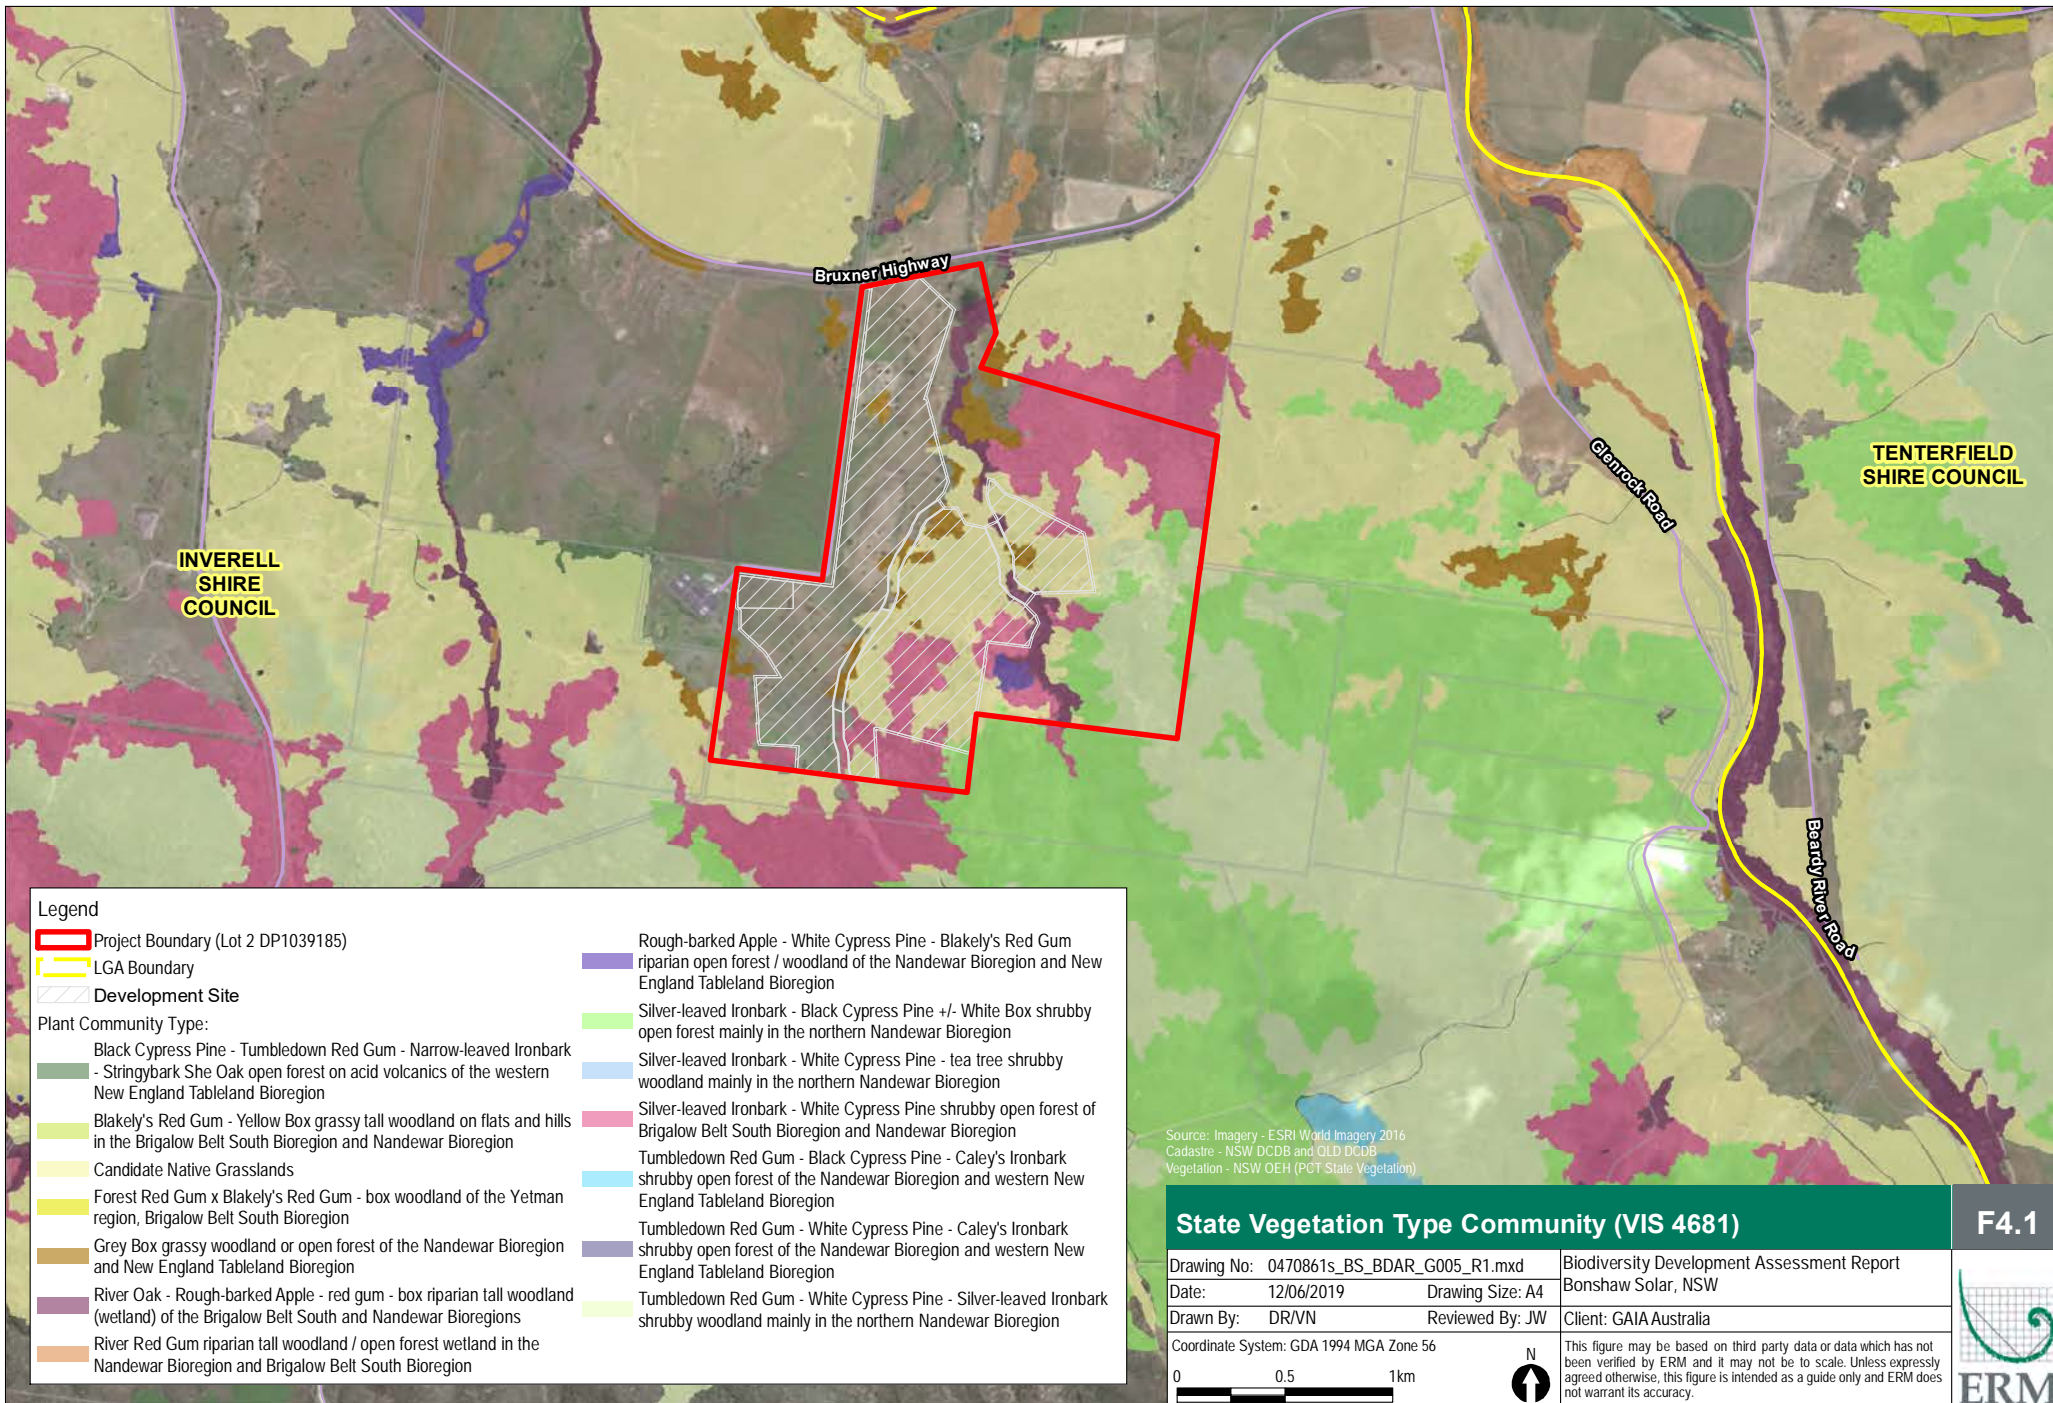 Bruxner Highway
Glenrock Road
TENTERFIELD
SHIRE COUNCIL
INVERELL
SHIRE
COUNCIL
Beardy River Road
Legend
Project Boundary (Lot 2 DP1039185)
LGA Boundary
Development Site
Plant Community Type:
Black Cypress Pine - Tumbledown Red Gum - Narrow-leaved Ironbark
- Stringybark She Oak open forest on acid volcanics of the western
New England Tableland Bioregion
Blakely's Red Gum - Yellow Box grassy tall woodland on flats and hills
in the Brigalow Belt South Bioregion and Nandewar Bioregion
Candidate Native Grasslands
Forest Red Gum x Blakely's Red Gum - box woodland of the Yetman
region, Brigalow Belt South Bioregion
Grey Box grassy woodland or open forest of the Nandewar Bioregion
and New England Tableland Bioregion
River Oak - Rough-barked Apple - red gum - box riparian tall woodland
(wetland) of the Brigalow Belt South and Nandewar Bioregions
River Red Gum riparian tall woodland / open forest wetland in the
Nandewar Bioregion and Brigalow Belt South Bioregion
Rough-barked Apple - White Cypress Pine - Blakely's Red Gum
riparian open forest / woodland of the Nandewar Bioregion and New
England Tableland Bioregion
Silver-leaved Ironbark - Black Cypress Pine +/- White Box shrubby
open forest mainly in the northern Nandewar Bioregion
Silver-leaved Ironbark - White Cypress Pine - tea tree shrubby
woodland mainly in the northern Nandewar Bioregion
Silver-leaved Ironbark - White Cypress Pine shrubby open forest of
Brigalow Belt South Bioregion and Nandewar Bioregion
Tumbledown Red Gum - Black Cypress Pine - Caley's Ironbark
shrubby open forest of the Nandewar Bioregion and western New
England Tableland Bioregion
Tumbledown Red Gum - White Cypress Pine - Caley's Ironbark
shrubby open forest of the Nandewar Bioregion and western New
England Tableland Bioregion
Tumbledown Red Gum - White Cypress Pine - Silver-leaved Ironbark
shrubby woodland mainly in the northern Nandewar Bioregion
Source: Imagery - ESRI World Imagery 2016
Cadastre - NSW DCDB and QLD DCDB
Vegetation - NSW OEH (PCT State Vegetation)
State Vegetation Type Community (VIS 4681)
F4.1
Drawing No: 0470861s_BS_BDAR_G005_R1.mxd
Date: 12/06/2019 Drawing Size: A4
Drawn By: DR/VN Reviewed By: JW
Biodiversity Development Assessment Report
Bonshaw Solar, NSW
Client: GAIA Australia
Coordinate System: GDA 1994 MGA Zone 56
0 0.5 1km
N
This figure may be based on third party data or data which has not
been verified by ERM and it may not be to scale. Unless expressly
agreed otherwise, this figure is intended as a guide only and ERM does
not warrant its accuracy.
ERM